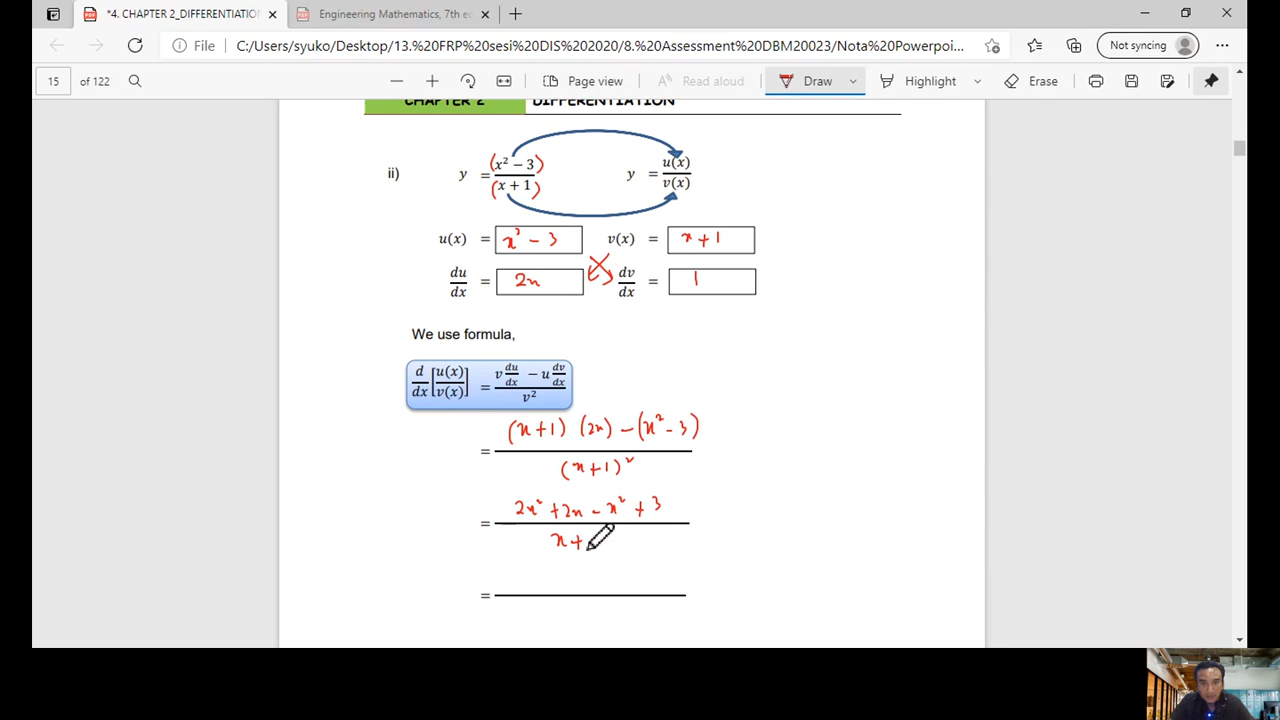 *4. CHAPTER 2_DIFFERENTIATIO
Engineering Mathematics, 7th e
File C:/Users/syuko/Desktop/13.%20FRP%20sesi%20DIS%202020/8.%20Assessment%20DBM20023/Nota%20Powerpoi... Not syncing
15 of 122 Page view Read aloud Draw Highlight Erase
CHAPTER 2 DIFFERENTIATION
ii) y = (x² − 3)/(x + 1) y = u(x)/v(x)
u(x) = x² − 3 v(x) = x + 1
du/dx = 2x dv/dx = 1
We use formula,
d/dx [u(x)/v(x)] = (v du/dx − u dv/dx)/v²
= (x+1) (2x) − (x² − 3)
(x+1)²
= 2x² + 2x − x² + 3
x +
=